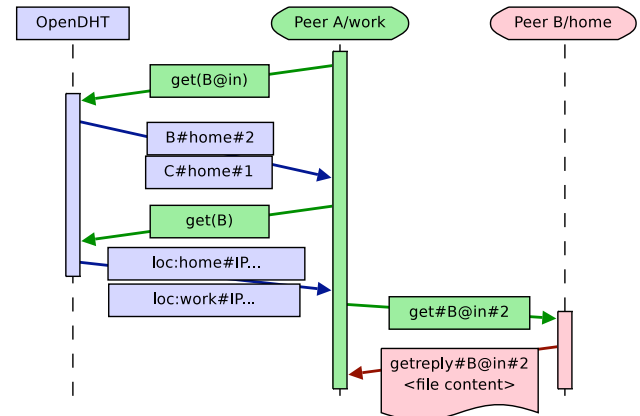 OpenDHT
Peer A/work
Peer B/home
get(B@in)
B#home#2
C#home#1
get(B)
loc:home#IP...
loc:work#IP...
get#B@in#2
getreply#B@in#2
<file content>